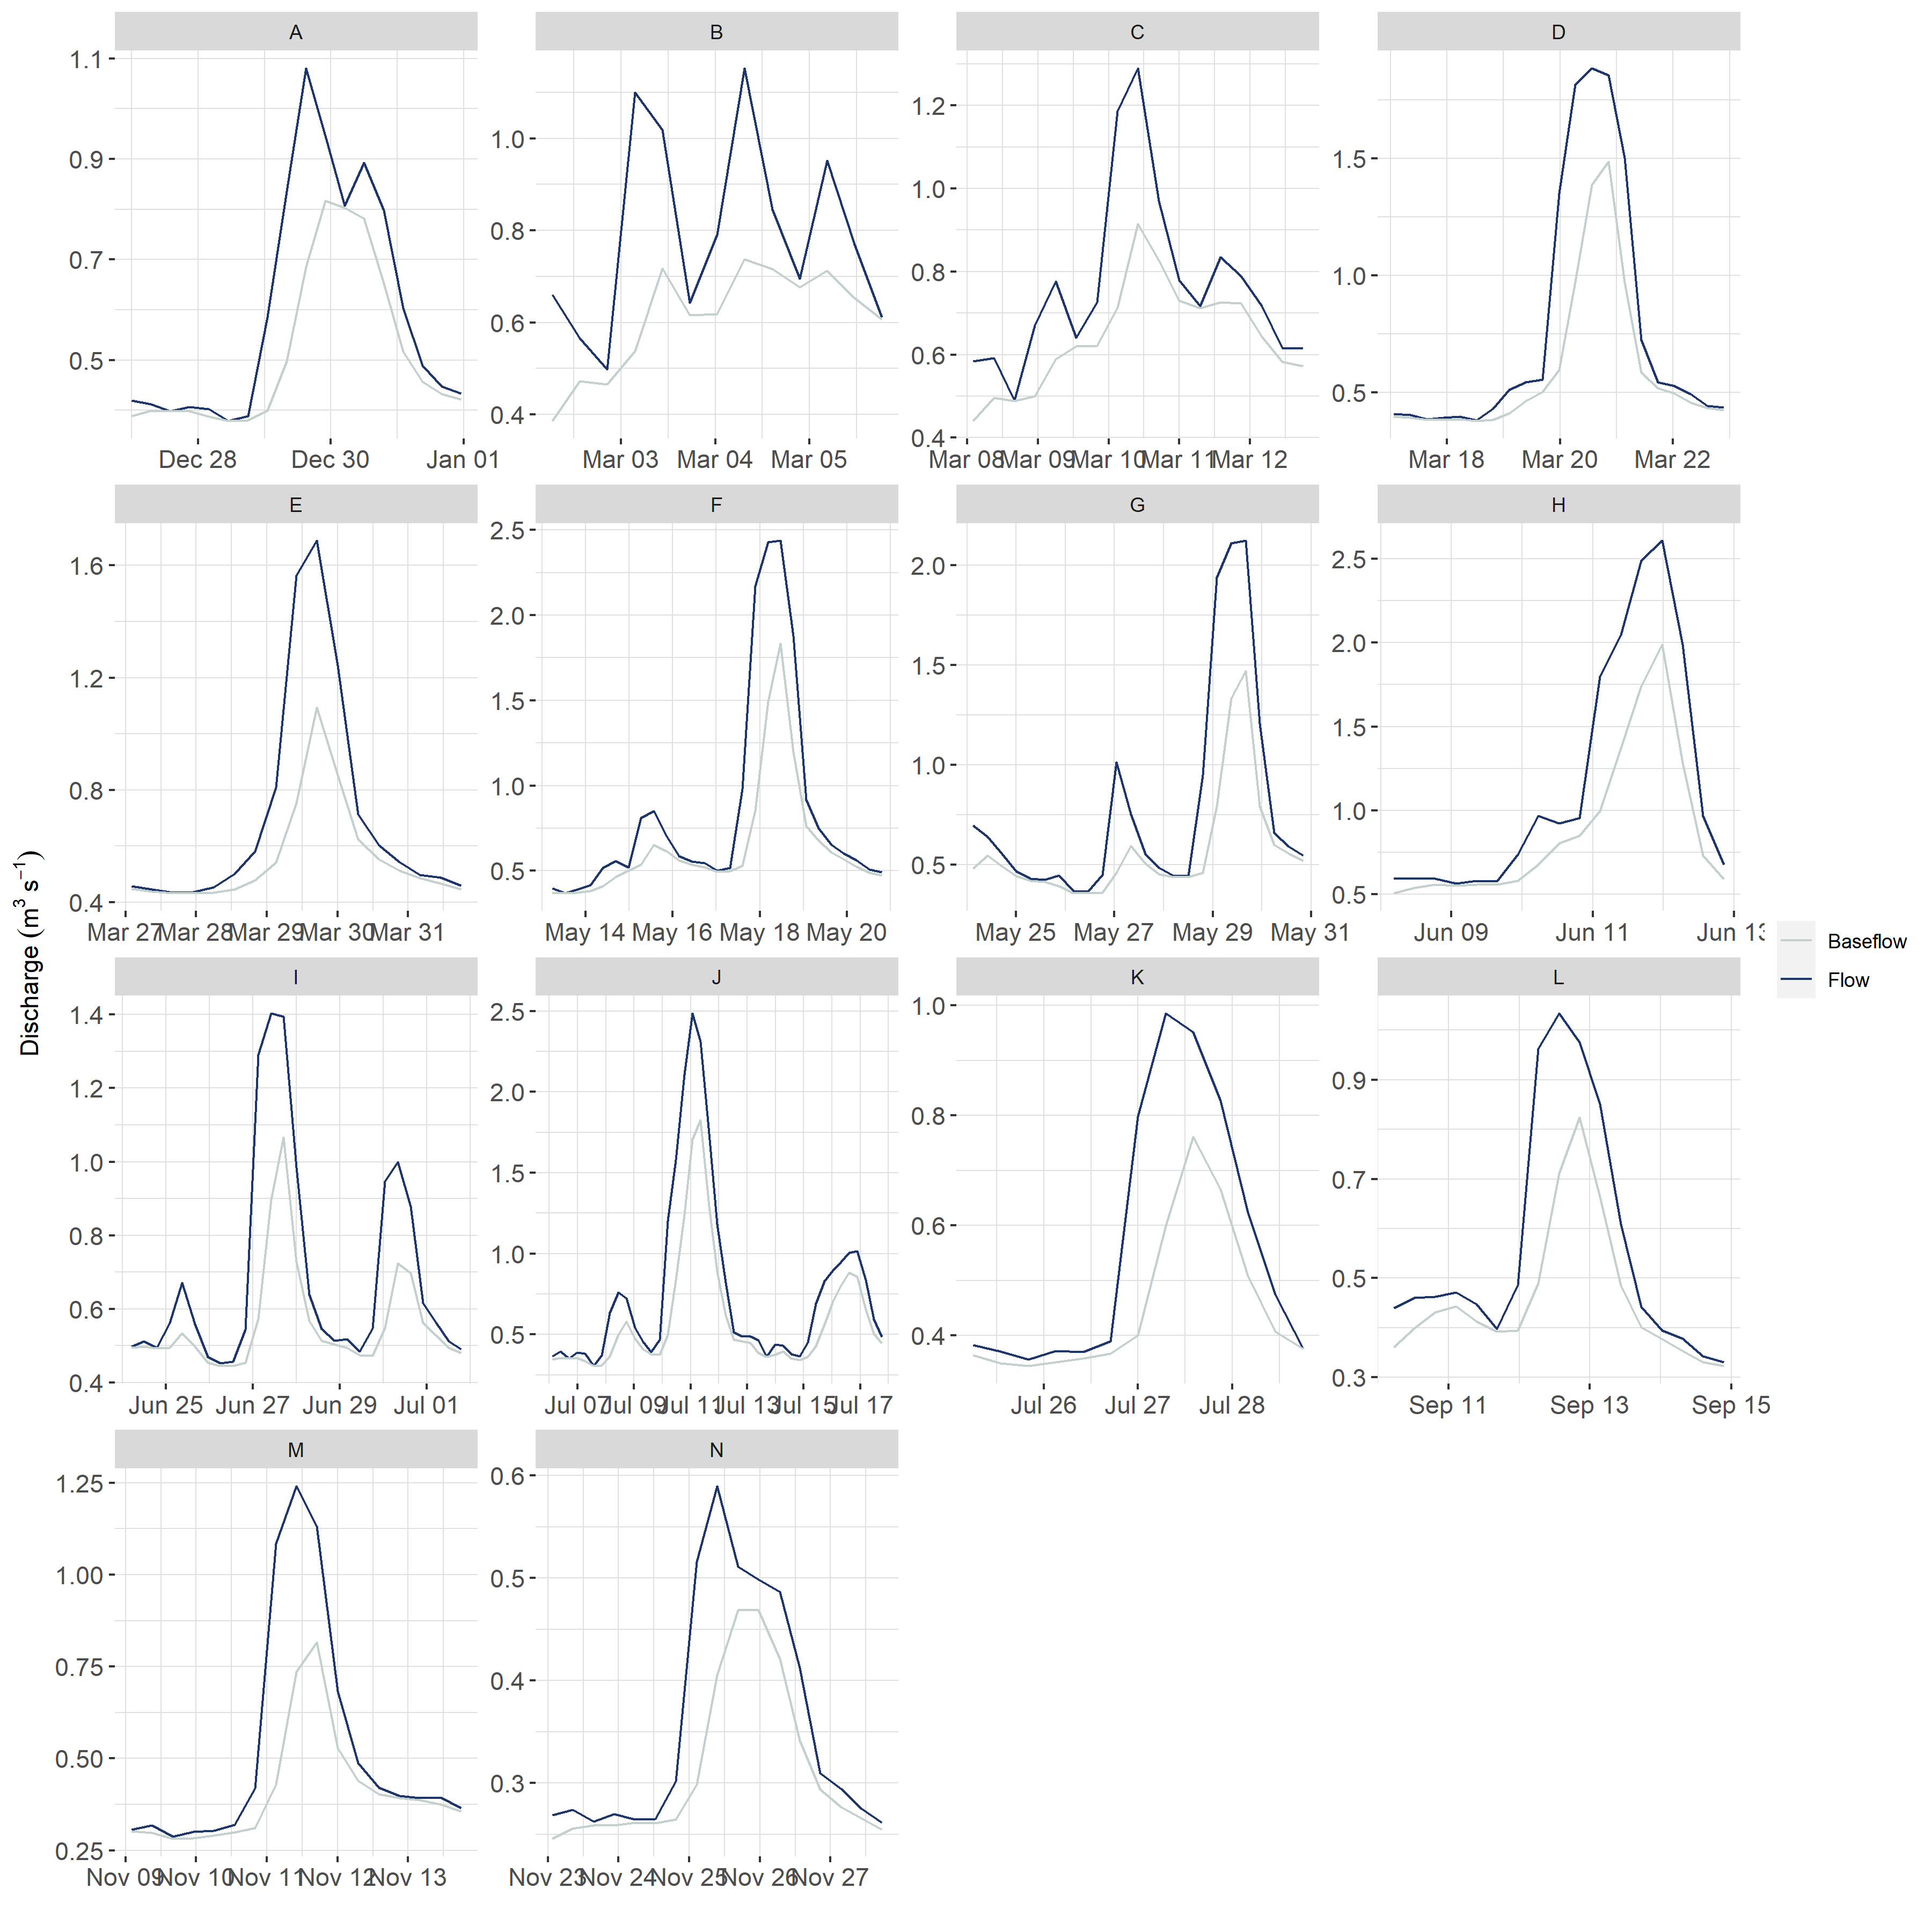 A
B
C
D
1.1
0.9
0.7
0.5
Dec 28
Dec 30
Jan 01
1.0
0.8
0.6
0.4
Mar 03
Mar 04
Mar 05
1.2
1.0
0.8
0.6
0.4
Mar 08
Mar 09
Mar 10
Mar 11
Mar 12
1.5
1.0
0.5
Mar 18
Mar 20
Mar 22
E
F
G
H
1.6
1.2
0.8
0.4
Mar 27
Mar 28
Mar 29
Mar 30
Mar 31
2.5
2.0
1.5
1.0
0.5
May 14
May 16
May 18
May 20
2.0
1.5
1.0
0.5
May 25
May 27
May 29
May 31
2.5
2.0
1.5
1.0
0.5
Jun 09
Jun 11
Jun 13
Discharge (m³ s⁻¹)
Baseflow
Flow
I
J
K
L
1.4
1.2
1.0
0.8
0.6
0.4
Jun 25
Jun 27
Jun 29
Jul 01
2.5
2.0
1.5
1.0
0.5
Jul 07
Jul 09
Jul 11
Jul 13
Jul 15
Jul 17
1.0
0.8
0.6
0.4
Jul 26
Jul 27
Jul 28
0.9
0.7
0.5
0.3
Sep 11
Sep 13
Sep 15
M
N
1.25
1.00
0.75
0.50
0.25
Nov 09
Nov 10
Nov 11
Nov 12
Nov 13
0.6
0.5
0.4
0.3
Nov 23
Nov 24
Nov 25
Nov 26
Nov 27